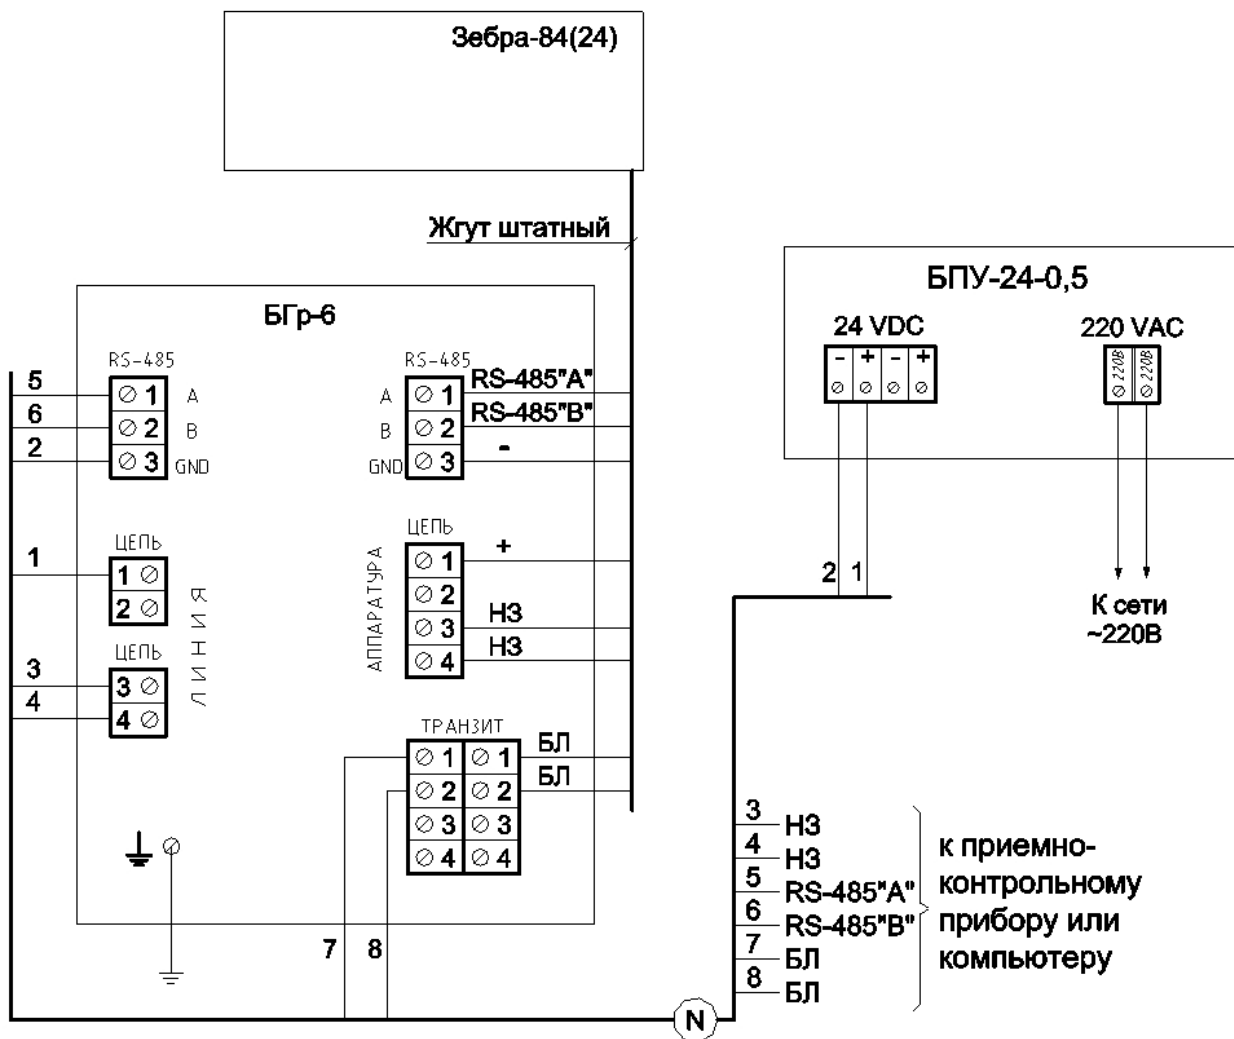 Зебра-84(24)
Жгут штатный
БГр-6
RS-485
5
1
A
6
2
B
2
3
GND
RS-485
A
1
RS-485"A"
B
2
RS-485"B"
GND
3
-
ЦЕПЬ
1
1
2
ЛИНИЯ
ЦЕПЬ
3
3
4
4
АППАРАТУРА
ЦЕПЬ
1
+
2
3
НЗ
4
НЗ
ТРАНЗИТ
1
1
БЛ
2
2
БЛ
3
3
4
4
7
8
N
БПУ-24-0,5
24 VDC
- + - +
220 VAC
220В
220В
2
1
К сети
~220В
3
НЗ
4
НЗ
5
RS-485"A"
6
RS-485"B"
7
БЛ
8
БЛ
к приемно-
контрольному
прибору или
компьютеру